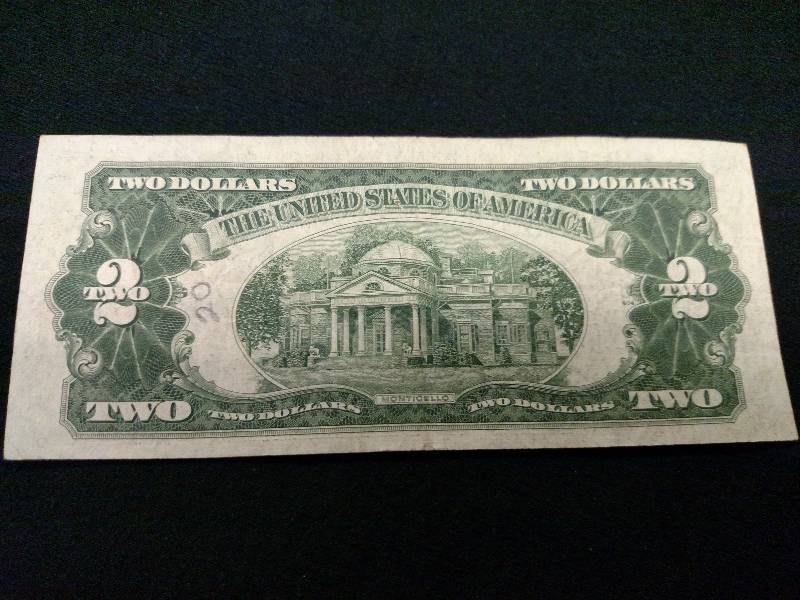 TWO DOLLARS TWO DOLLARS
THE UNITED STATES OF AMERICA
2 2
TWO TWO
20
MONTICELLO
TWO TWO DOLLARS TWO DOLLARS TWO